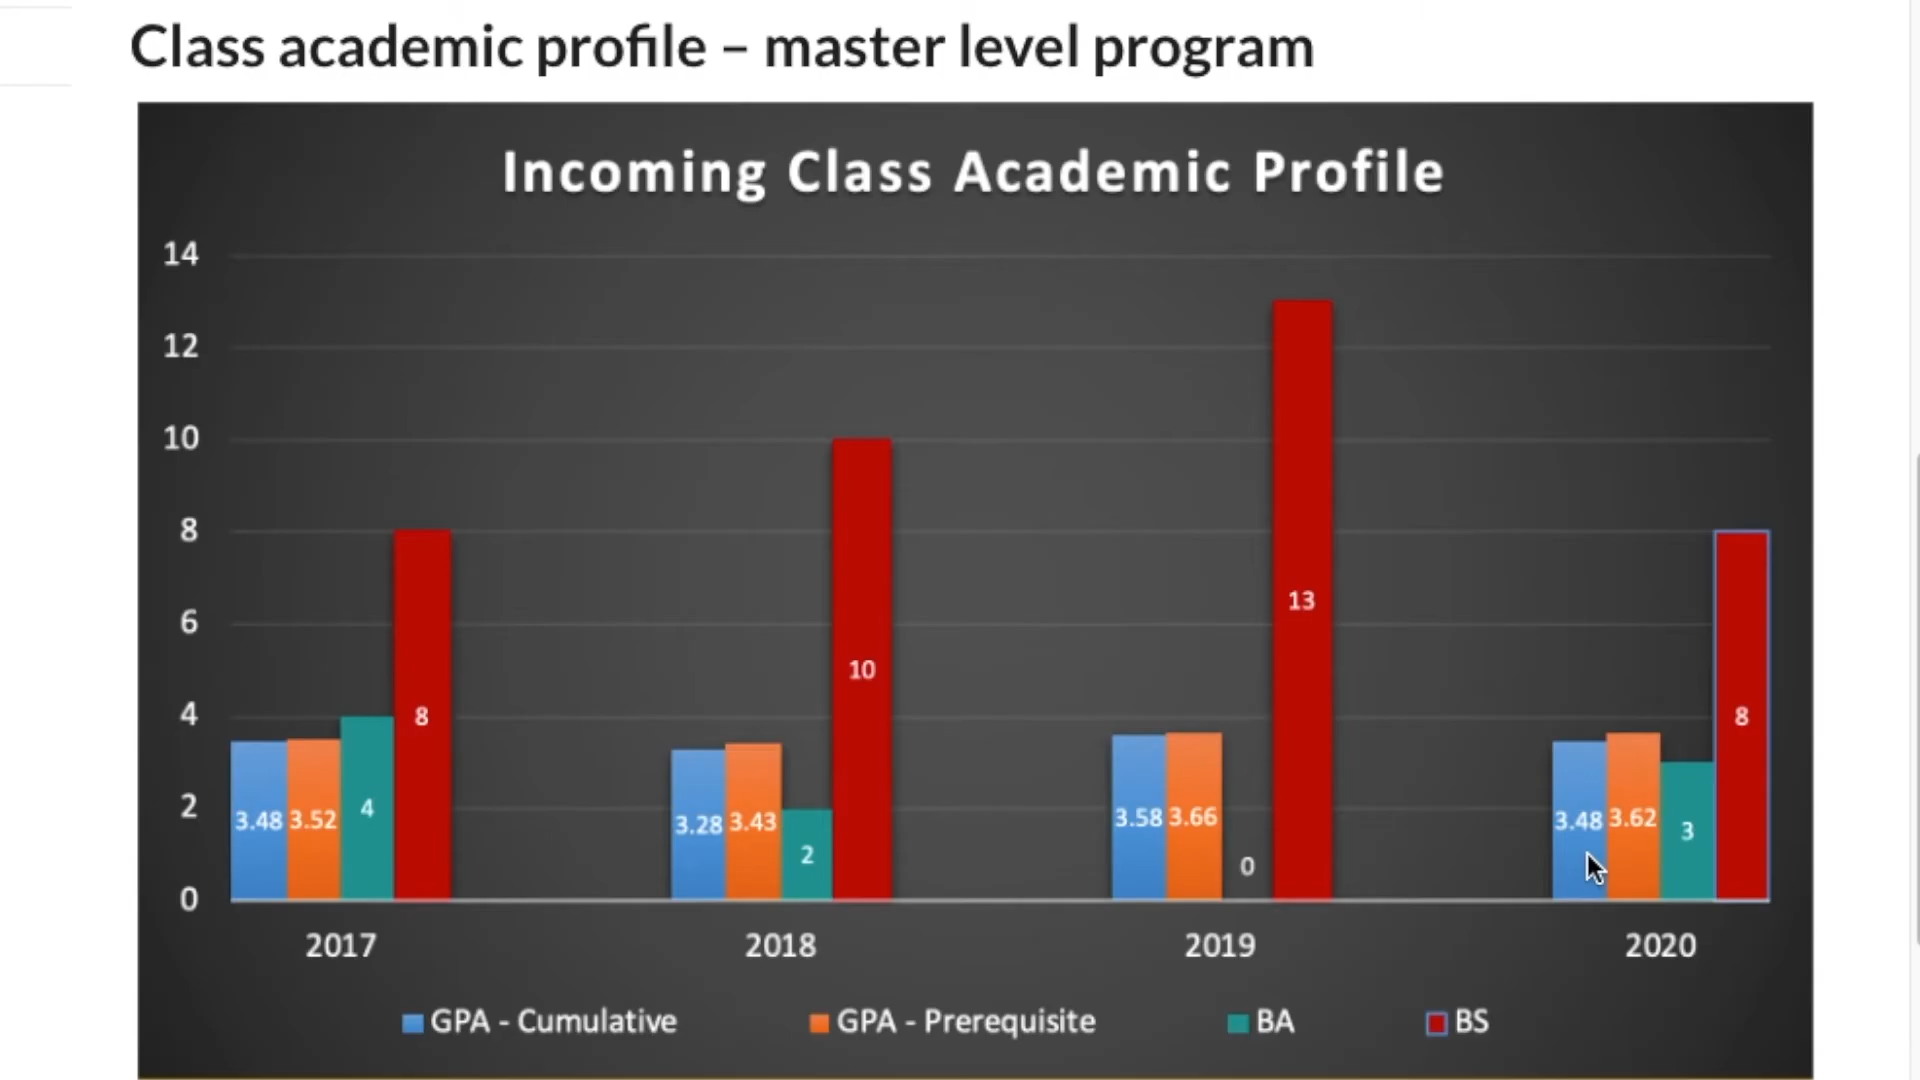 Class academic profile – master level program
Incoming Class Academic Profile
14
12
10
8
6
4
2
0
3.48 3.52 4 8
3.28 3.43 2 10
3.58 3.66 0 13
3.48 3.62 3 8
2017 2018 2019 2020
GPA - Cumulative GPA - Prerequisite BA BS